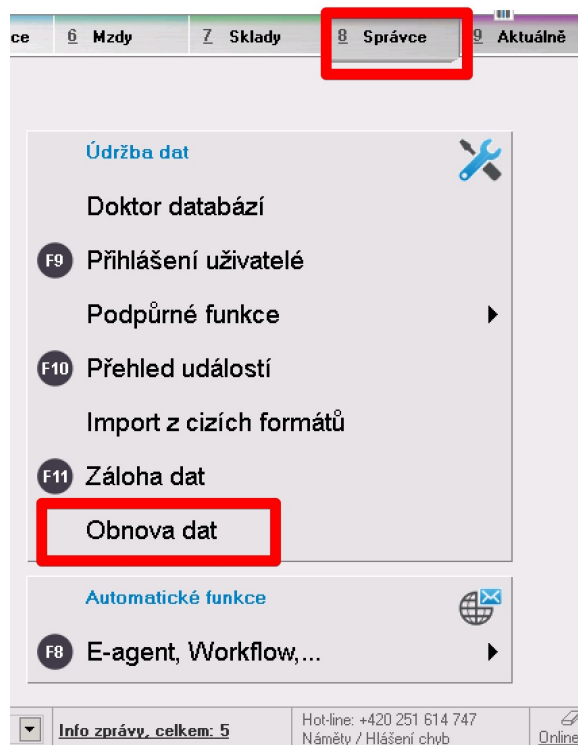 ce 6 Mzdy 7 Sklady 8 Správce 9 Aktuálně
Údržba dat
Doktor databází
F9 Přihlášení uživatelé
Podpůrné funkce
F10 Přehled událostí
Import z cizích formátů
F11 Záloha dat
Obnova dat
Automatické funkce
F8 E-agent, Workflow,...
Info zprávy, celkem: 5
Hot-line: +420 251 614 747
Náměty / Hlášení chyb
Online